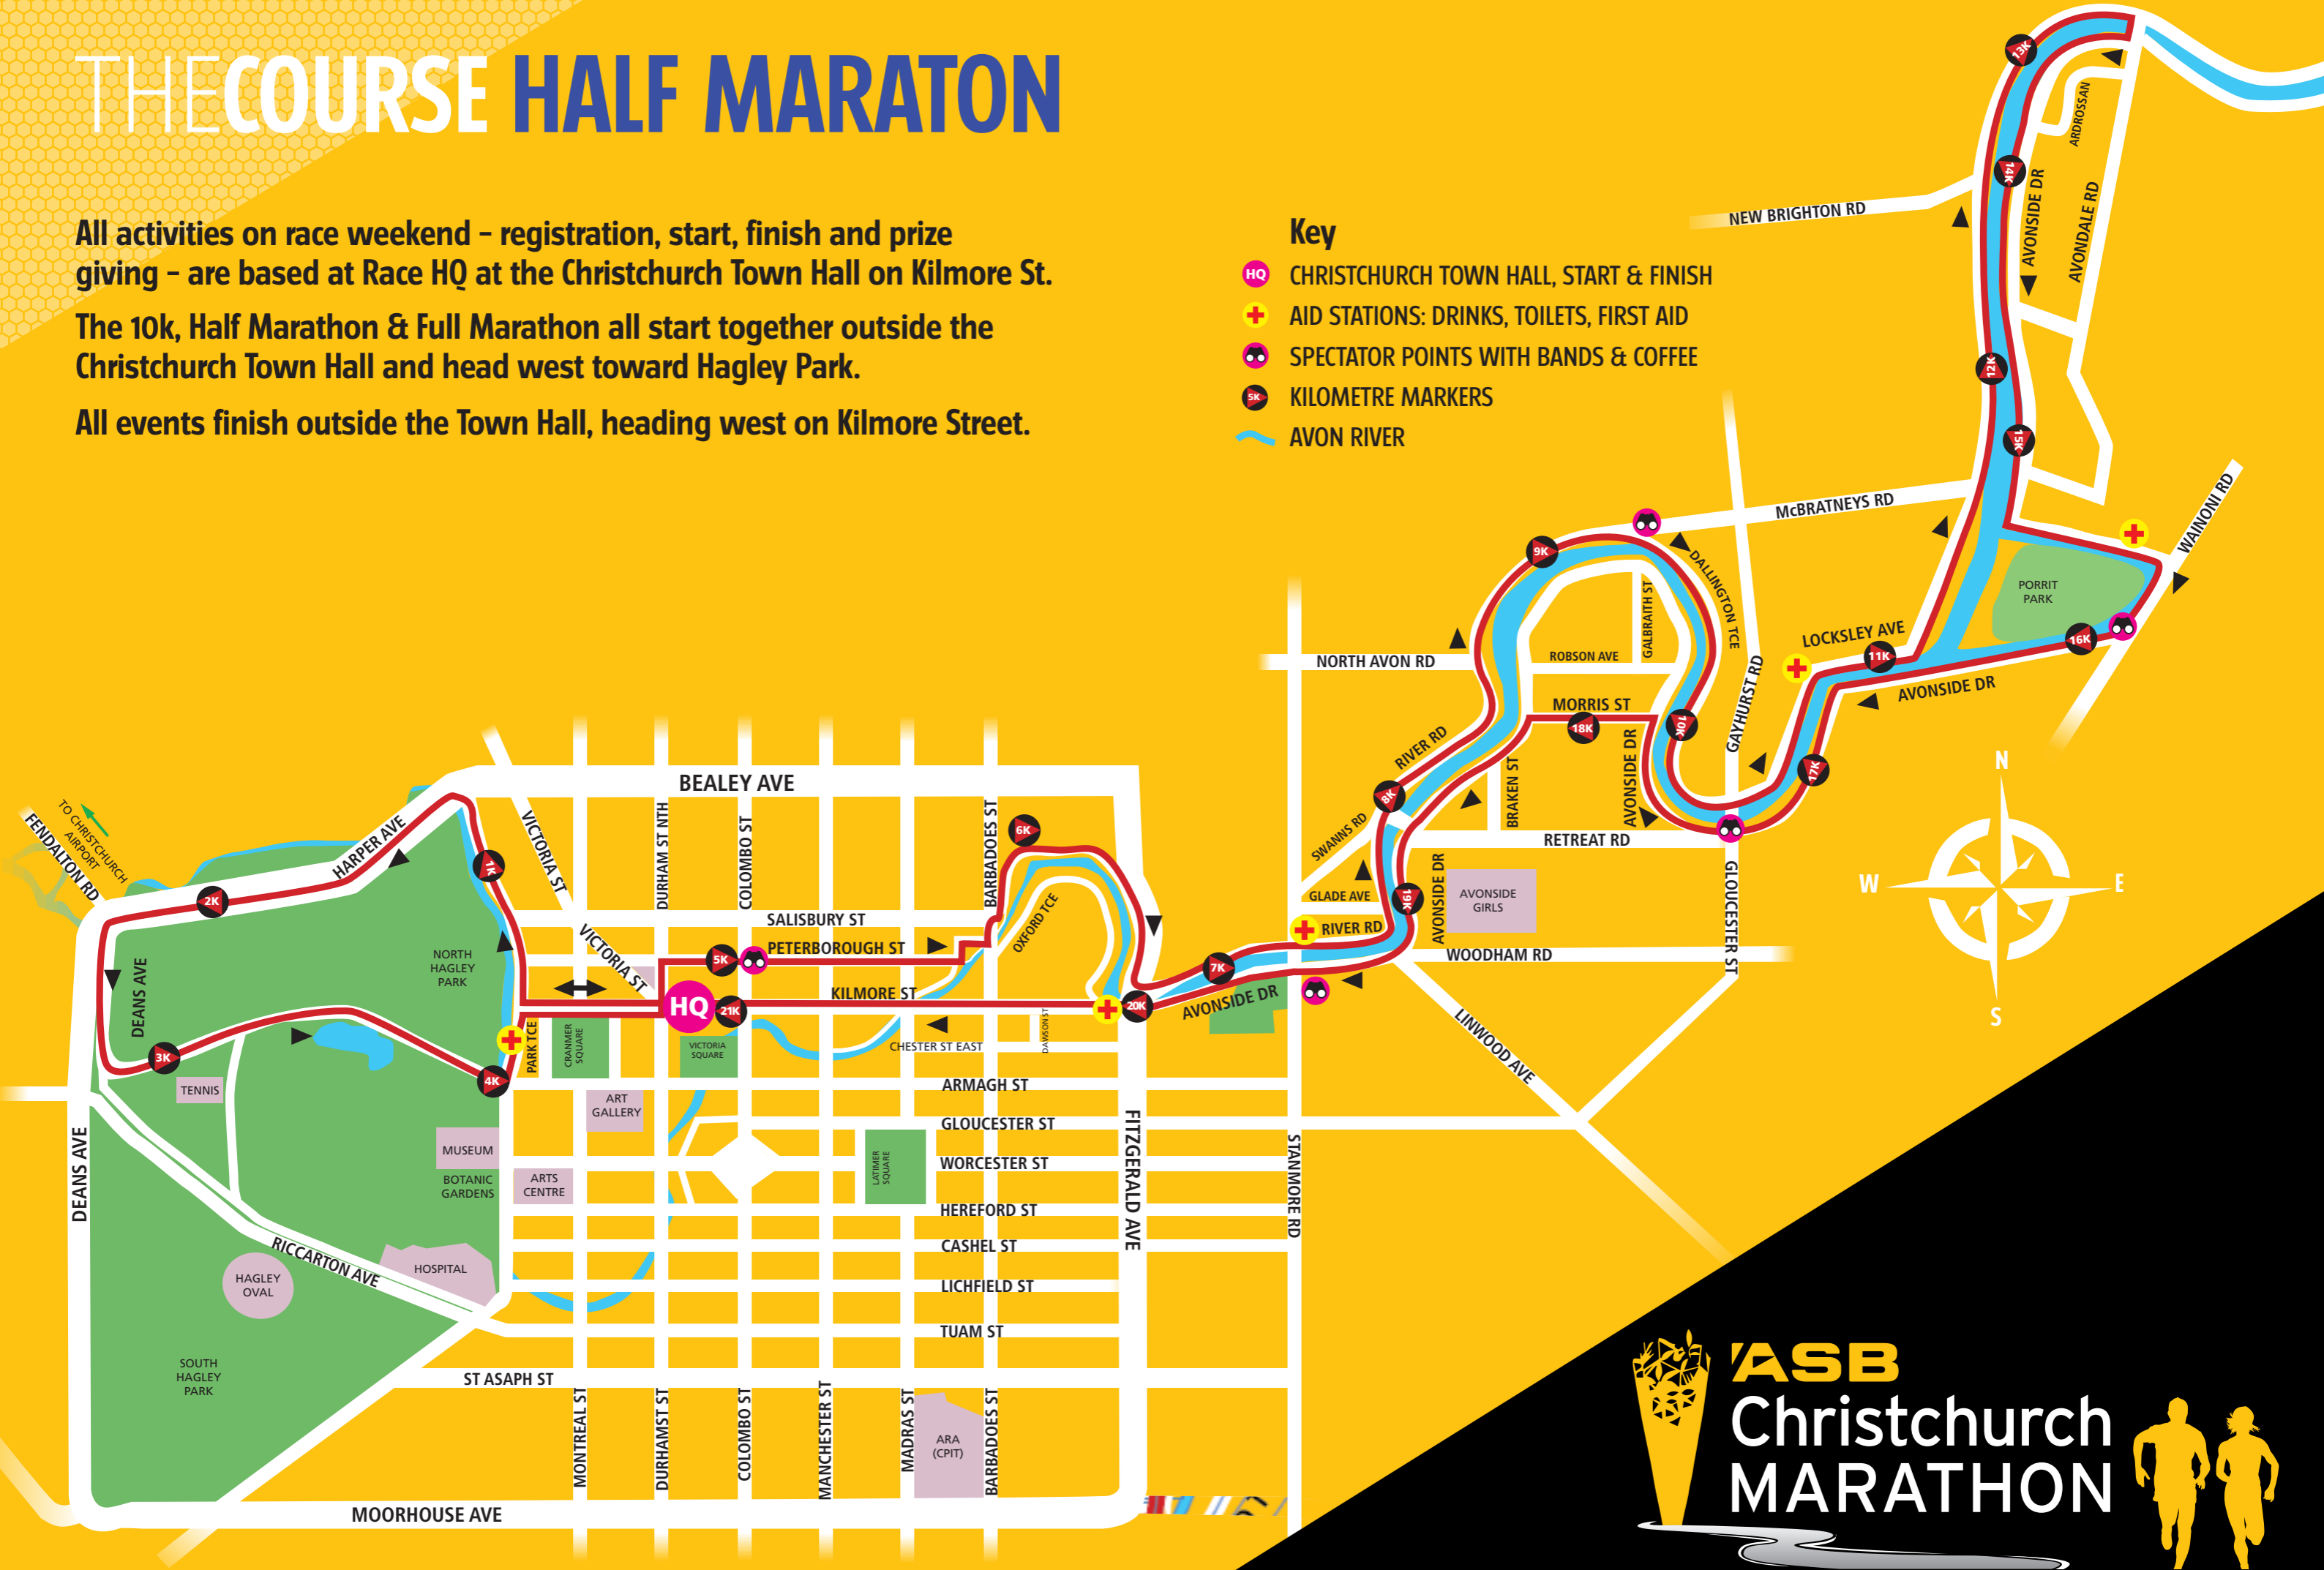 THECOURSE HALF MARATON
All activities on race weekend – registration, start, finish and prize
giving – are based at Race HQ at the Christchurch Town Hall on Kilmore St.
The 10k, Half Marathon & Full Marathon all start together outside the
Christchurch Town Hall and head west toward Hagley Park.
All events finish outside the Town Hall, heading west on Kilmore Street.
Key
HQ CHRISTCHURCH TOWN HALL, START & FINISH
AID STATIONS: DRINKS, TOILETS, FIRST AID
SPECTATOR POINTS WITH BANDS & COFFEE
5K KILOMETRE MARKERS
AVON RIVER
13K
ARDROSSAN
14K
AVONSIDE DR
AVONDALE RD
NEW BRIGHTON RD
12K
15K
McBRATNEYS RD
WAINONI RD
9K
DALLINGTON TCE
GALBRAITH ST
PORRIT
PARK
LOCKSLEY AVE
11K
16K
AVONSIDE DR
NORTH AVON RD
ROBSON AVE
MORRIS ST
18K
10K
GAYHURST RD
17K
RIVER RD
8K
BRAKEN ST
AVONSIDE DR
RETREAT RD
SWANNS RD
GLADE AVE
19K
AVONSIDE DR
AVONSIDE
GIRLS
RIVER RD
WOODHAM RD
GLOUCESTER ST
LINWOOD AVE
N
W
E
S
BEALEY AVE
TO CHRISTCHURCH
AIRPORT
FENDALTON RD
HARPER AVE
1K
2K
VICTORIA ST
DURHAM ST NTH
COLOMBO ST
BARBADOES ST
6K
OXFORD TCE
SALISBURY ST
PETERBOROUGH ST
VICTORIA ST
5K
7K
NORTH
HAGLEY
PARK
DEANS AVE
KILMORE ST
HQ
21K
20K
AVONSIDE DR
3K
4K
PARK TCE
CRANMER
SQUARE
VICTORIA
SQUARE
CHESTER ST EAST
DAWSON ST
TENNIS
ARMAGH ST
ART
GALLERY
GLOUCESTER ST
FITZGERALD AVE
STANMORE RD
DEANS AVE
MUSEUM
BOTANIC
GARDENS
ARTS
CENTRE
LATIMER
SQUARE
WORCESTER ST
HEREFORD ST
CASHEL ST
RICCARTON AVE
HOSPITAL
HAGLEY
OVAL
LICHFIELD ST
TUAM ST
SOUTH
HAGLEY
PARK
ST ASAPH ST
MONTREAL ST
DURHAMST ST
COLOMBO ST
MANCHESTER ST
MADRAS ST
ARA
(CPIT)
BARBADOES ST
MOORHOUSE AVE
ASB
Christchurch
MARATHON